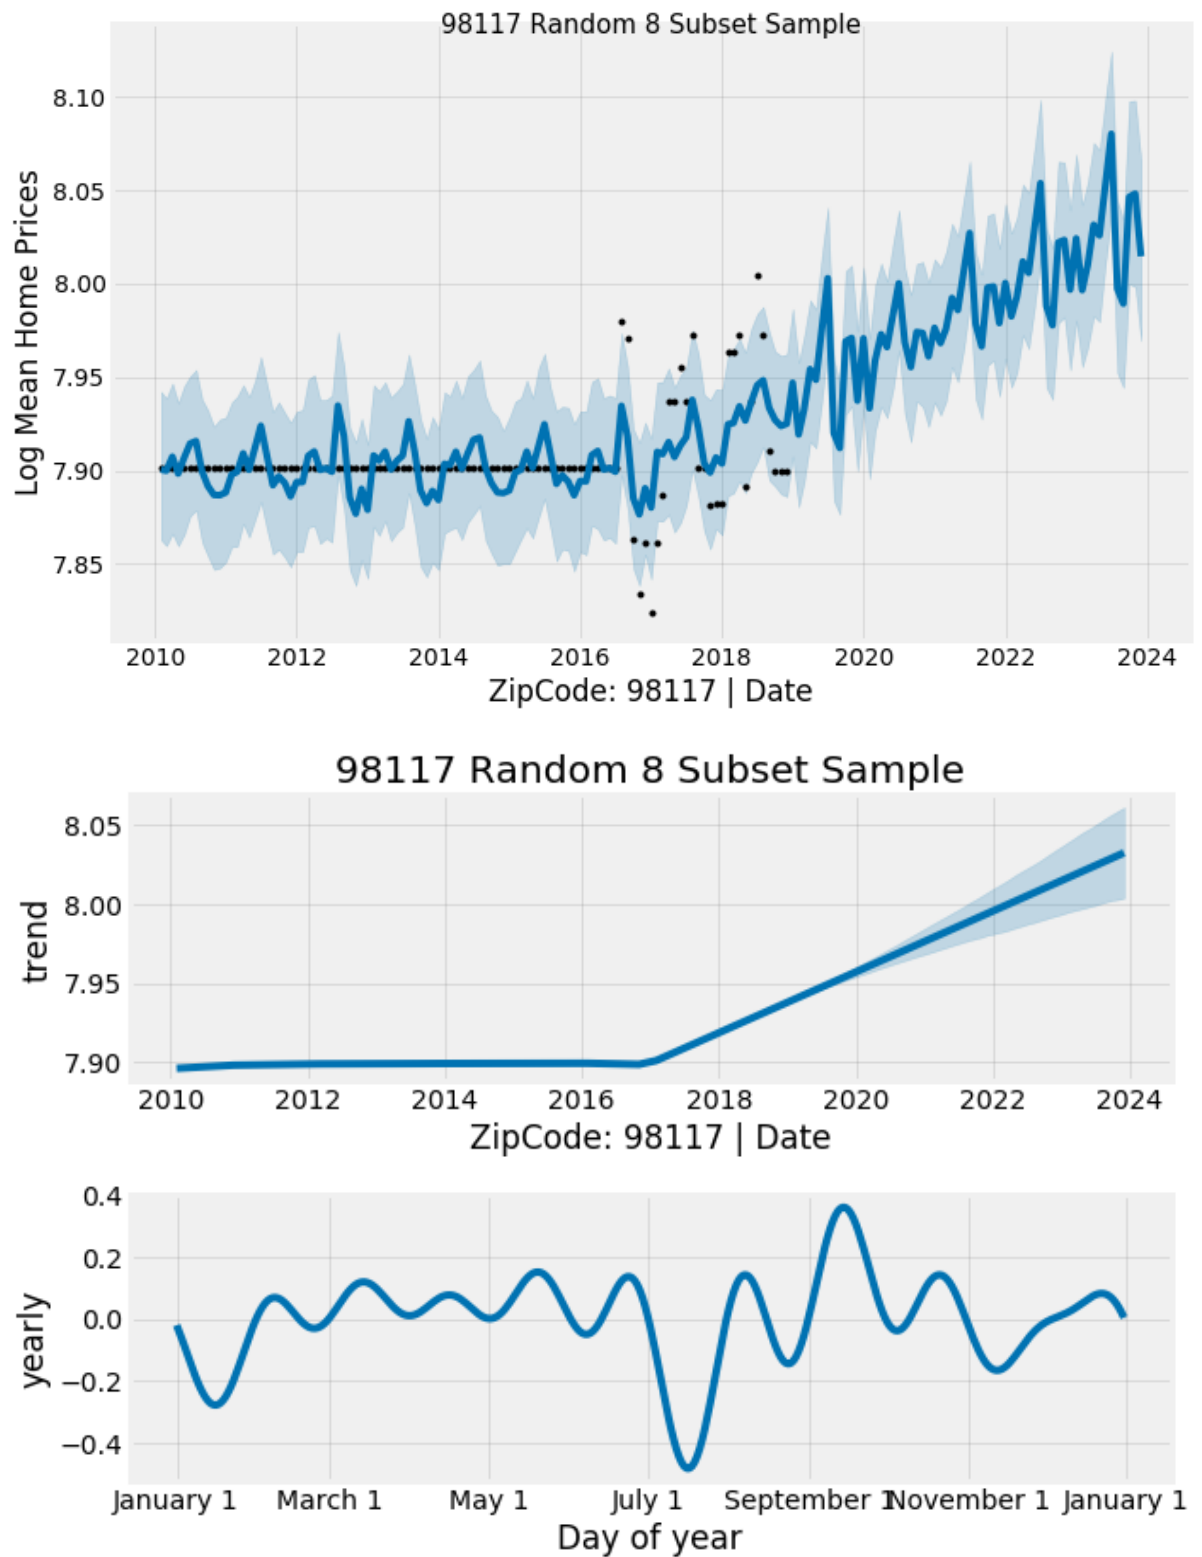 98117 Random 8 Subset Sample
8.10
8.05
8.00
7.95
7.90
7.85
Log Mean Home Prices
2010 2012 2014 2016 2018 2020 2022 2024
ZipCode: 98117 | Date
98117 Random 8 Subset Sample
8.05
8.00
7.95
7.90
trend
2010 2012 2014 2016 2018 2020 2022 2024
ZipCode: 98117 | Date
0.4
0.2
0.0
−0.2
−0.4
yearly
January 1 March 1 May 1 July 1 September 1 November 1 January 1
Day of year